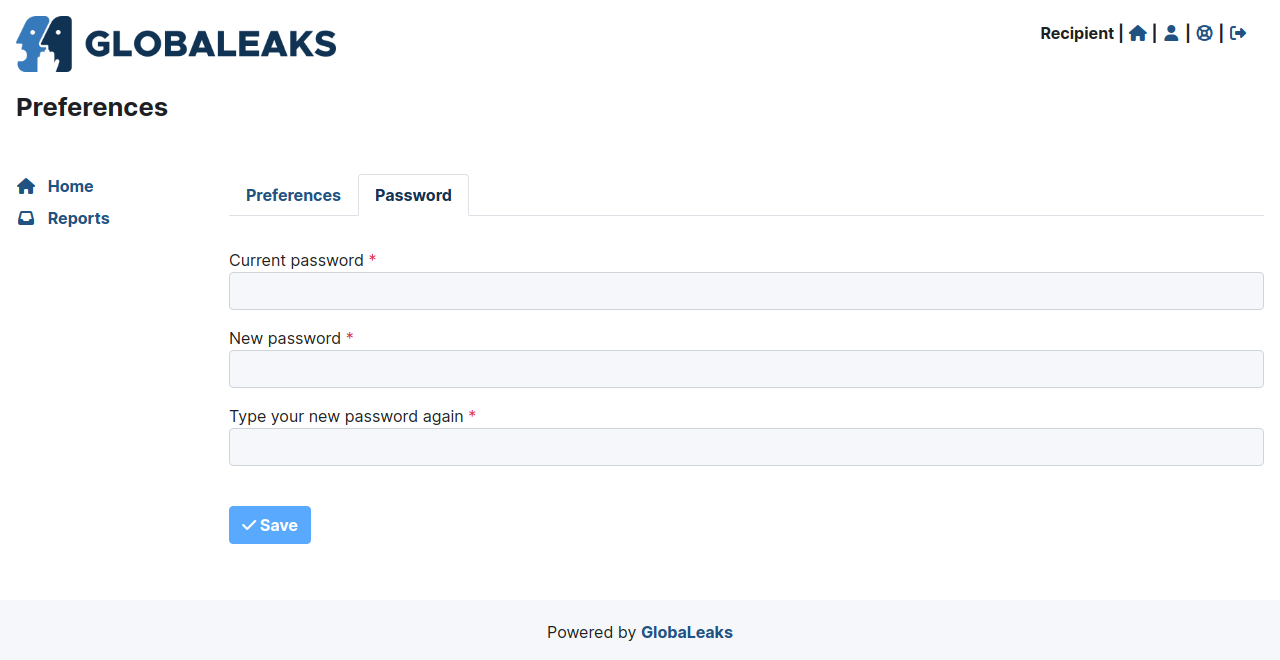 GLOBALEAKS
Recipient | | | |
Preferences
Home
Reports
Preferences
Password
Current password *
New password *
Type your new password again *
Save
Powered by GlobaLeaks